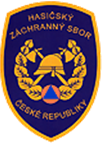 HASIČSKÝ
ZÁCHRANNÝ SBOR
ČESKÉ REPUBLIKY